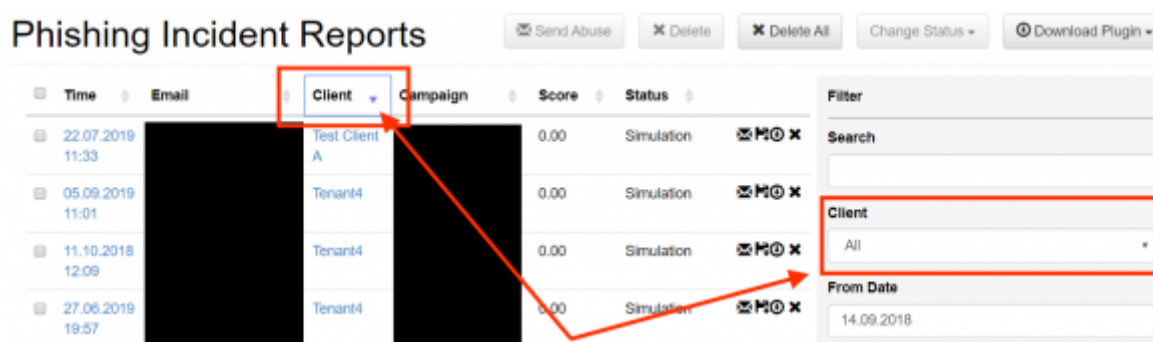 Phishing Incident Reports
Send Abuse
Delete
Delete All
Change Status
Download Plugin
Time Email Client Campaign Score Status
22.07.2019 Test Client 0.00 Simulation
11:33 A
05.09.2019 Tenant4 0.00 Simulation
11:01
11.10.2018 Tenant4 0.00 Simulation
12:09
27.06.2019 Tenant4 0.00 Simulation
19:57
Filter
Search
Client
All
From Date
14.09.2018